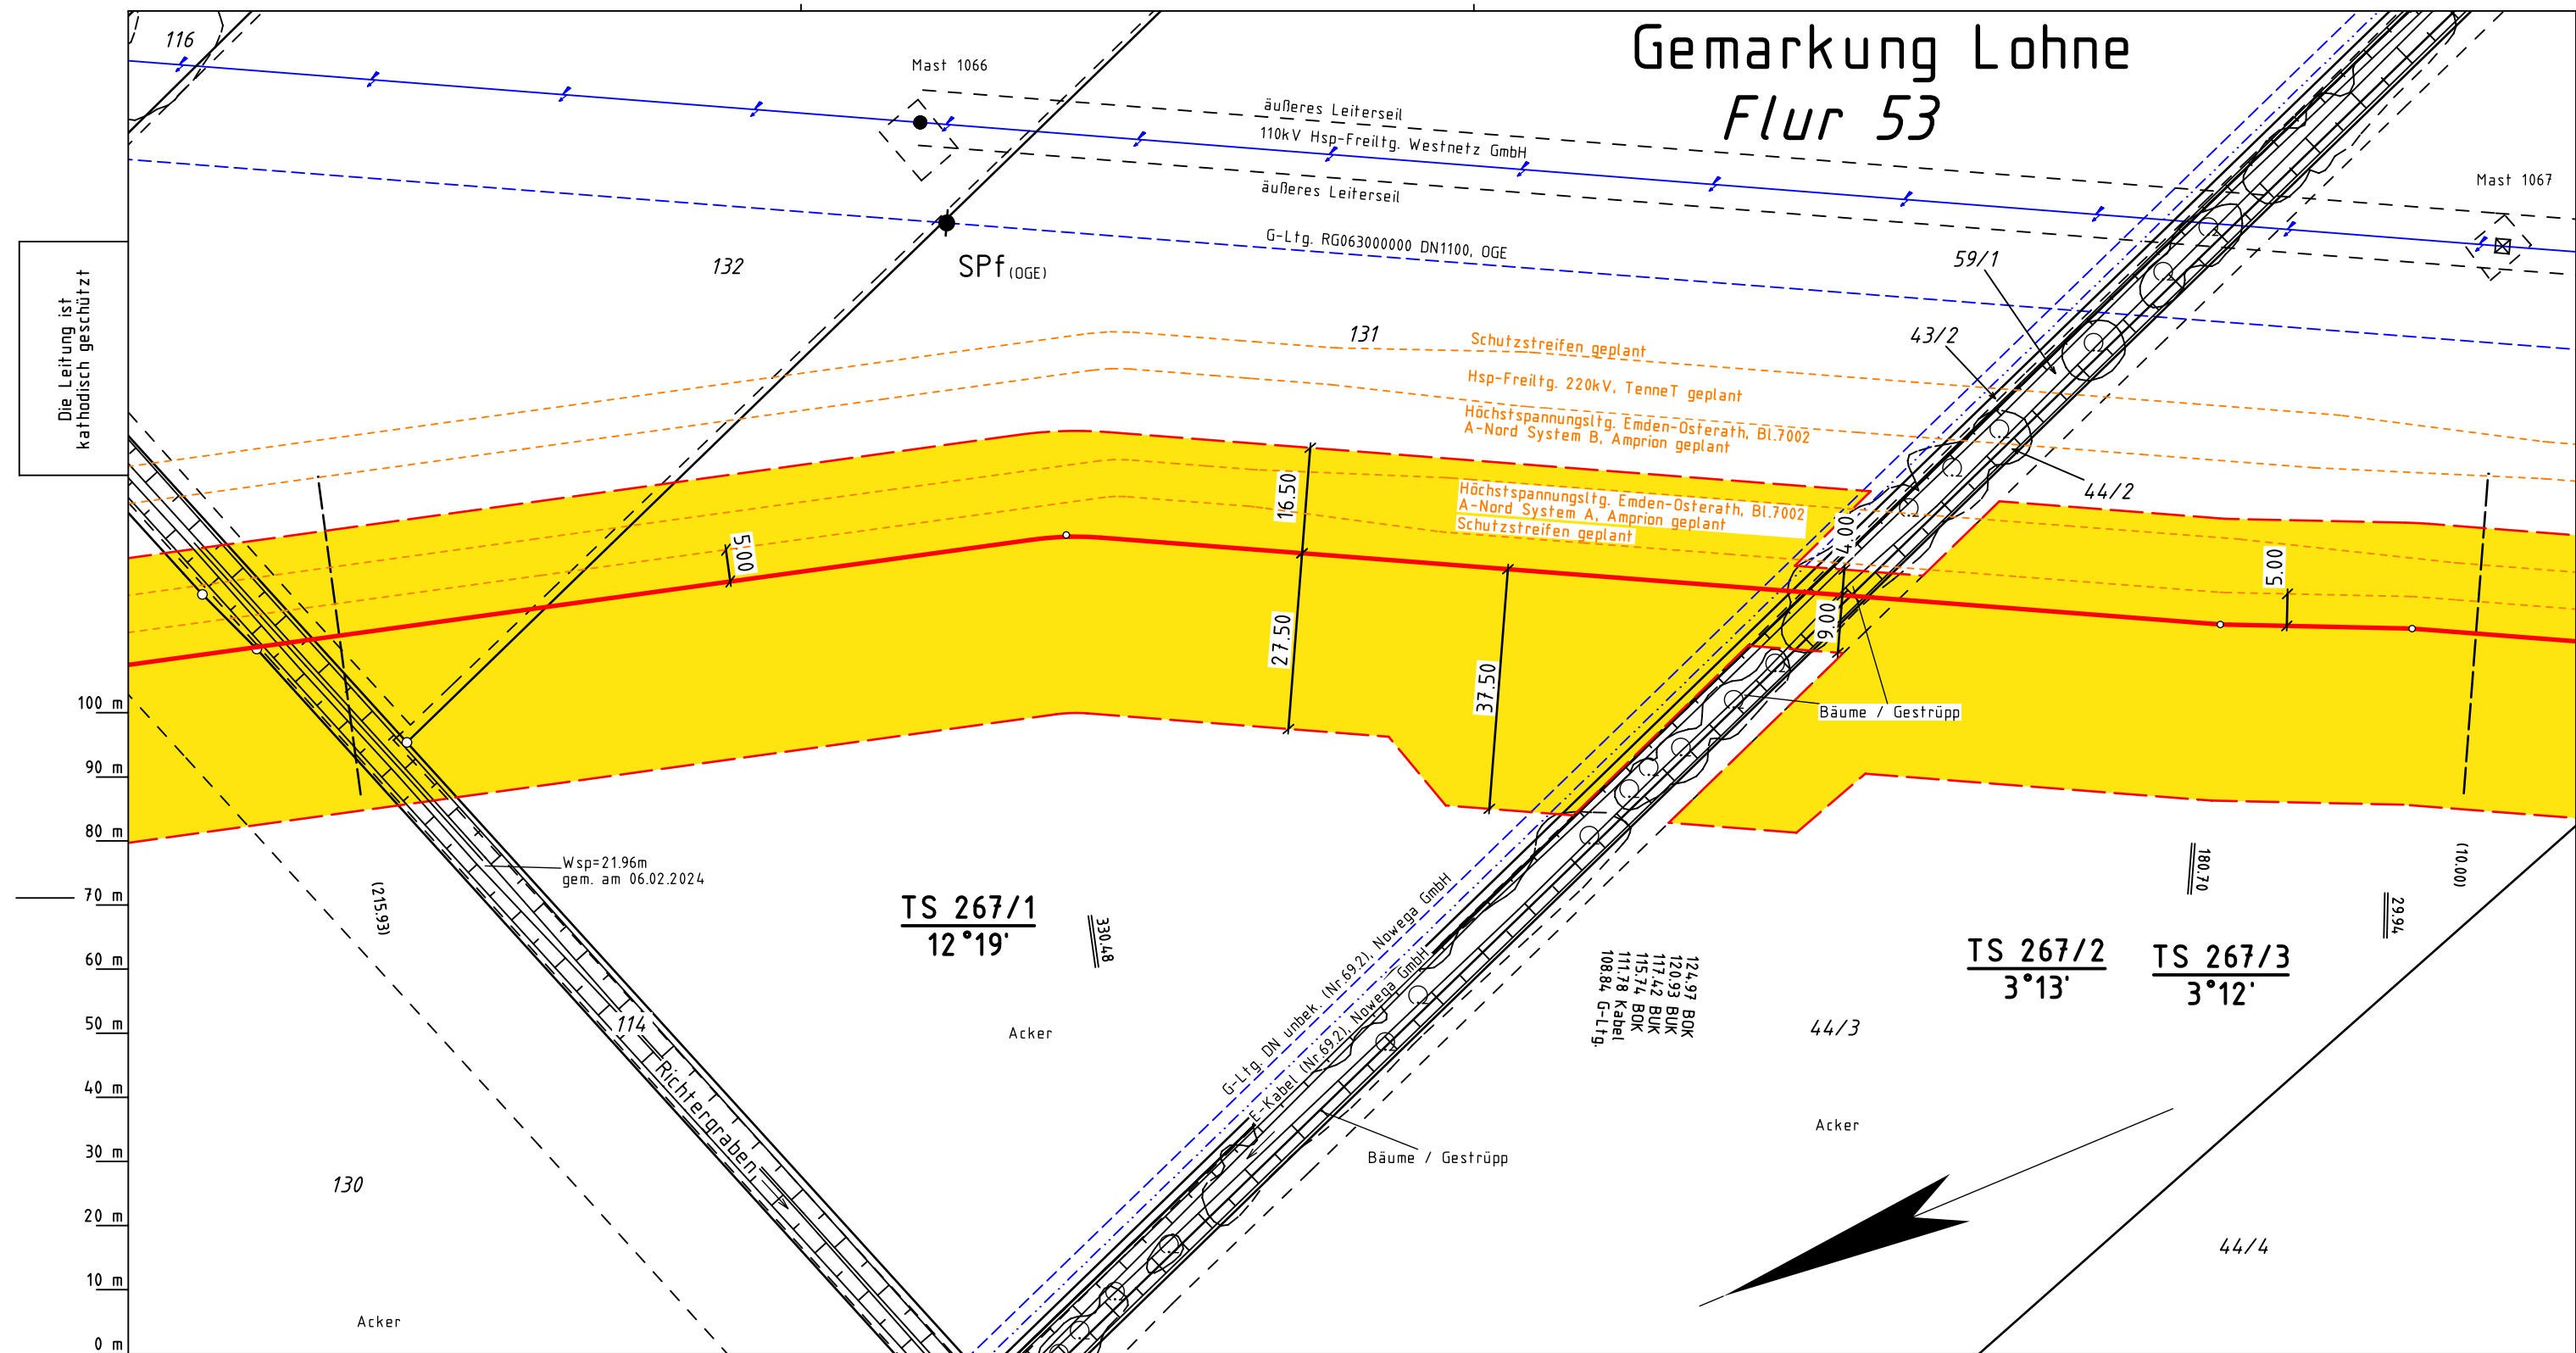 Gemarkung Lohne
Flur 53
116
Mast 1066
äußeres Leiterseil
110kV Hsp-Freiltg. Westnetz GmbH
äußeres Leiterseil
Mast 1067
G-Ltg. RG063000000 DN1100, OGE
SPf (OGE)
132
59/1
43/2
131
Die Leitung ist
kathodisch geschützt
Schutzstreifen geplant
Hsp-Freiltg. 220kV, TenneT geplant
Höchstspannungsltg. Emden-Osterath, Bl.7002
A-Nord System B, Amprion geplant
Höchstspannungsltg. Emden-Osterath, Bl.7002
A-Nord System A, Amprion geplant
Schutzstreifen geplant
44/2
16.50
5.00
4.00
5.00
27.50
9.00
37.50
Bäume / Gestrüpp
100 m
90 m
80 m
70 m
60 m
50 m
40 m
30 m
20 m
10 m
0 m
Wsp=21.96m
gem. am 06.02.2024
(215.93)
TS 267/1
12°19'
330.48
G-Ltg. DN unbek. (Nr.69.2), Nowega GmbH
E-Kabel (Nr.69.2), Nowega GmbH
124.97 BOK
120.93 BUK
117.42 BUK
115.74 BOK
111.78 Kabel
108.84 G-Ltg.
180.70
29.94
(10.00)
TS 267/2
3°13'
TS 267/3
3°12'
114
Richtergraben
Acker
44/3
Acker
Bäume / Gestrüpp
130
Acker
44/4